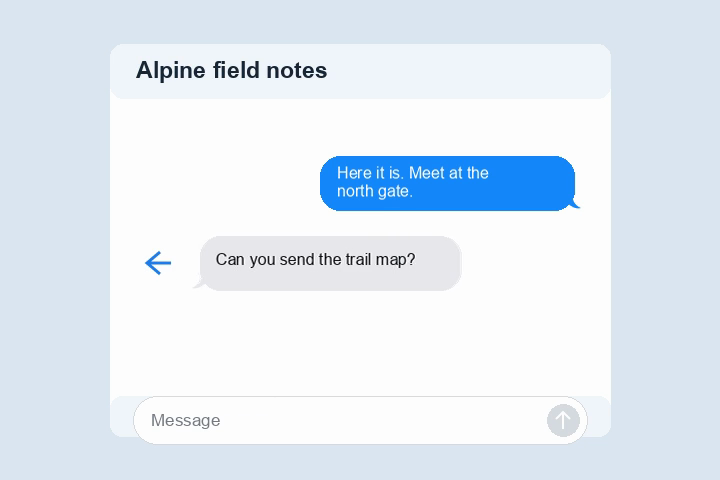 Alpine field notes
Here it is. Meet at the
north gate.
Can you send the trail map?
Message